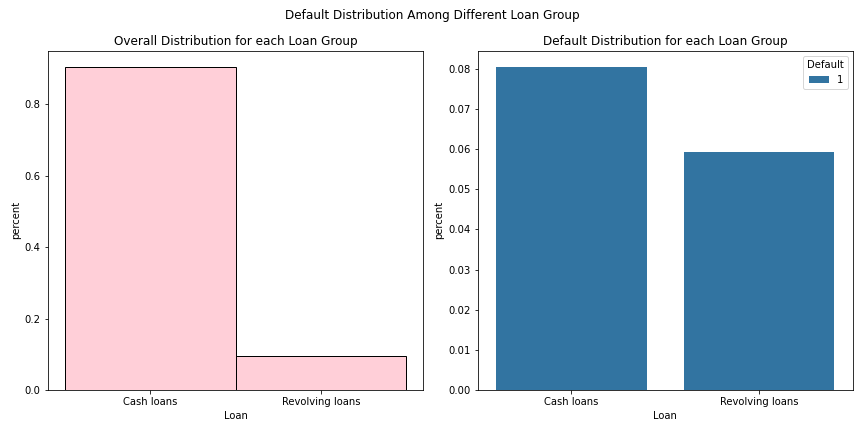 Default Distribution Among Different Loan Group
Overall Distribution for each Loan Group
percent
0.8
0.6
0.4
0.2
0.0
Cash loans
Revolving loans
Loan
Default Distribution for each Loan Group
percent
0.08
0.07
0.06
0.05
0.04
0.03
0.02
0.01
0.00
Default
1
Cash loans
Revolving loans
Loan